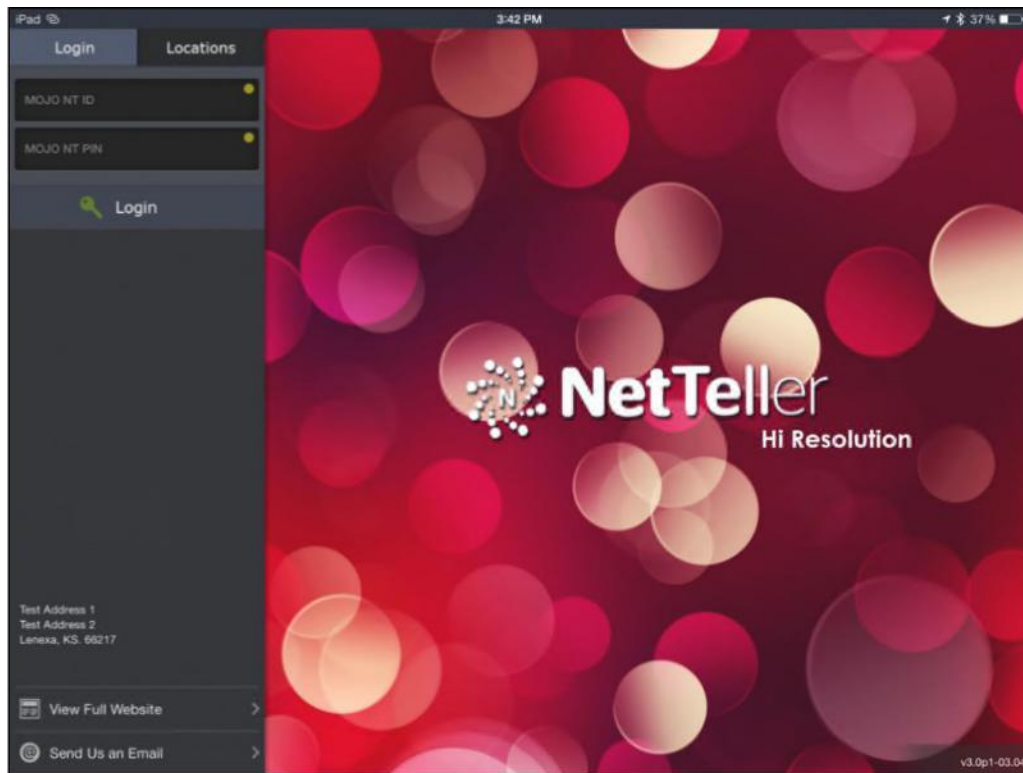 iPad
3:42 PM
37%
Login
Locations
MOJO NT ID
MOJO NT PIN
Login
N
NetTeller
Hi Resolution
Test Address 1
Test Address 2
Lenexa, KS. 66217
View Full Website
@
Send Us an Email
v3.0p1-03.04